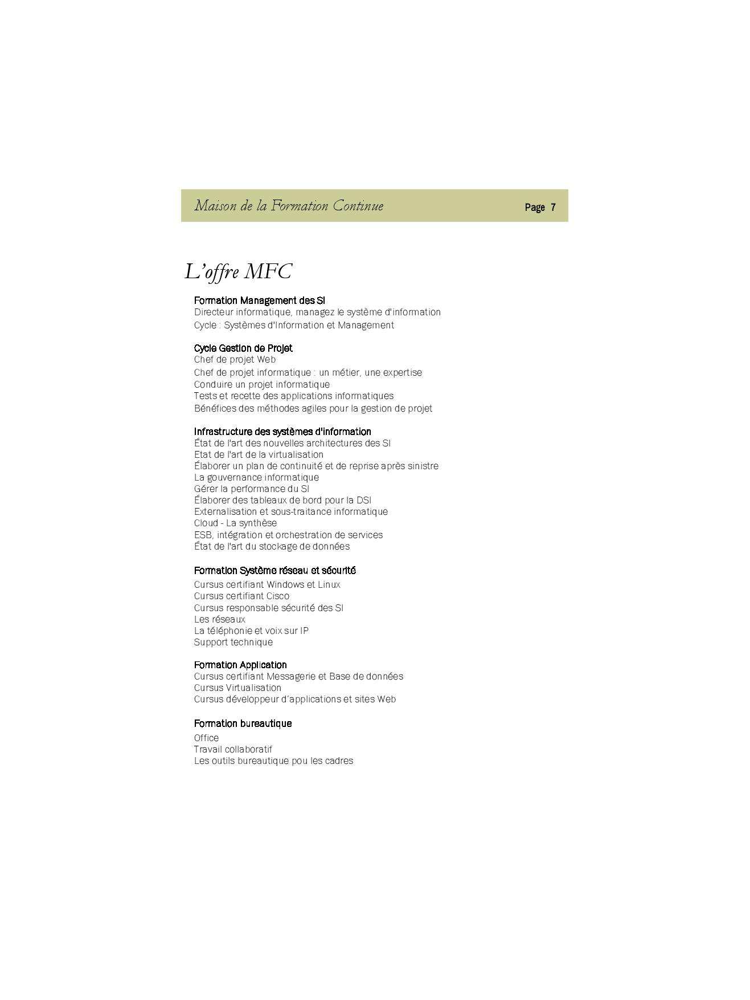 Maison de la Formation Continue Page 7
L’offre MFC
Formation Management des SI
Directeur informatique, managez le système d'information
Cycle : Systèmes d'Information et Management
Cycle Gestion de Projet
Chef de projet Web
Chef de projet informatique : un métier, une expertise
Conduire un projet informatique
Tests et recette des applications informatiques
Bénéfices des méthodes agiles pour la gestion de projet
Infrastructure des systèmes d'information
État de l'art des nouvelles architectures des SI
Etat de l'art de la virtualisation
Élaborer un plan de continuité et de reprise après sinistre
La gouvernance informatique
Gérer la performance du SI
Élaborer des tableaux de bord pour la DSI
Externalisation et sous-traitance informatique
Cloud - La synthèse
ESB, intégration et orchestration de services
État de l'art du stockage de données
Formation Système réseau et sécurité
Cursus certifiant Windows et Linux
Cursus certifiant Cisco
Cursus responsable sécurité des SI
Les réseaux
La téléphonie et voix sur IP
Support technique
Formation Application
Cursus certifiant Messagerie et Base de données
Cursus Virtualisation
Cursus développeur d’applications et sites Web
Formation bureautique
Office
Travail collaboratif
Les outils bureautique pou les cadres